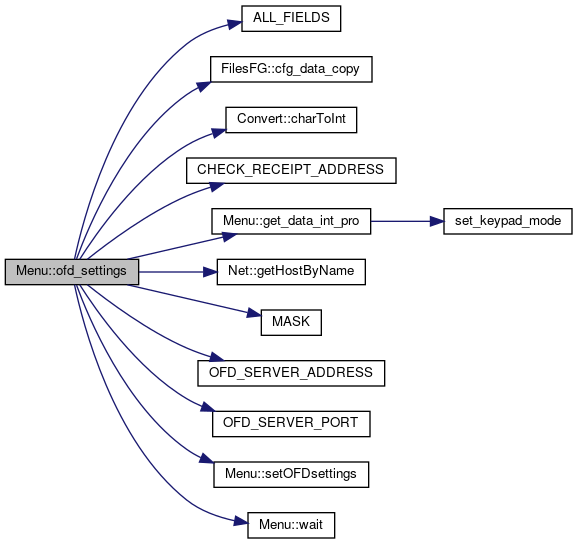 ALL_FIELDS
FilesFG::cfg_data_copy
Convert::charToInt
CHECK_RECEIPT_ADDRESS
Menu::get_data_int_pro
set_keypad_mode
Menu::ofd_settings
Net::getHostByName
MASK
OFD_SERVER_ADDRESS
OFD_SERVER_PORT
Menu::setOFDsettings
Menu::wait